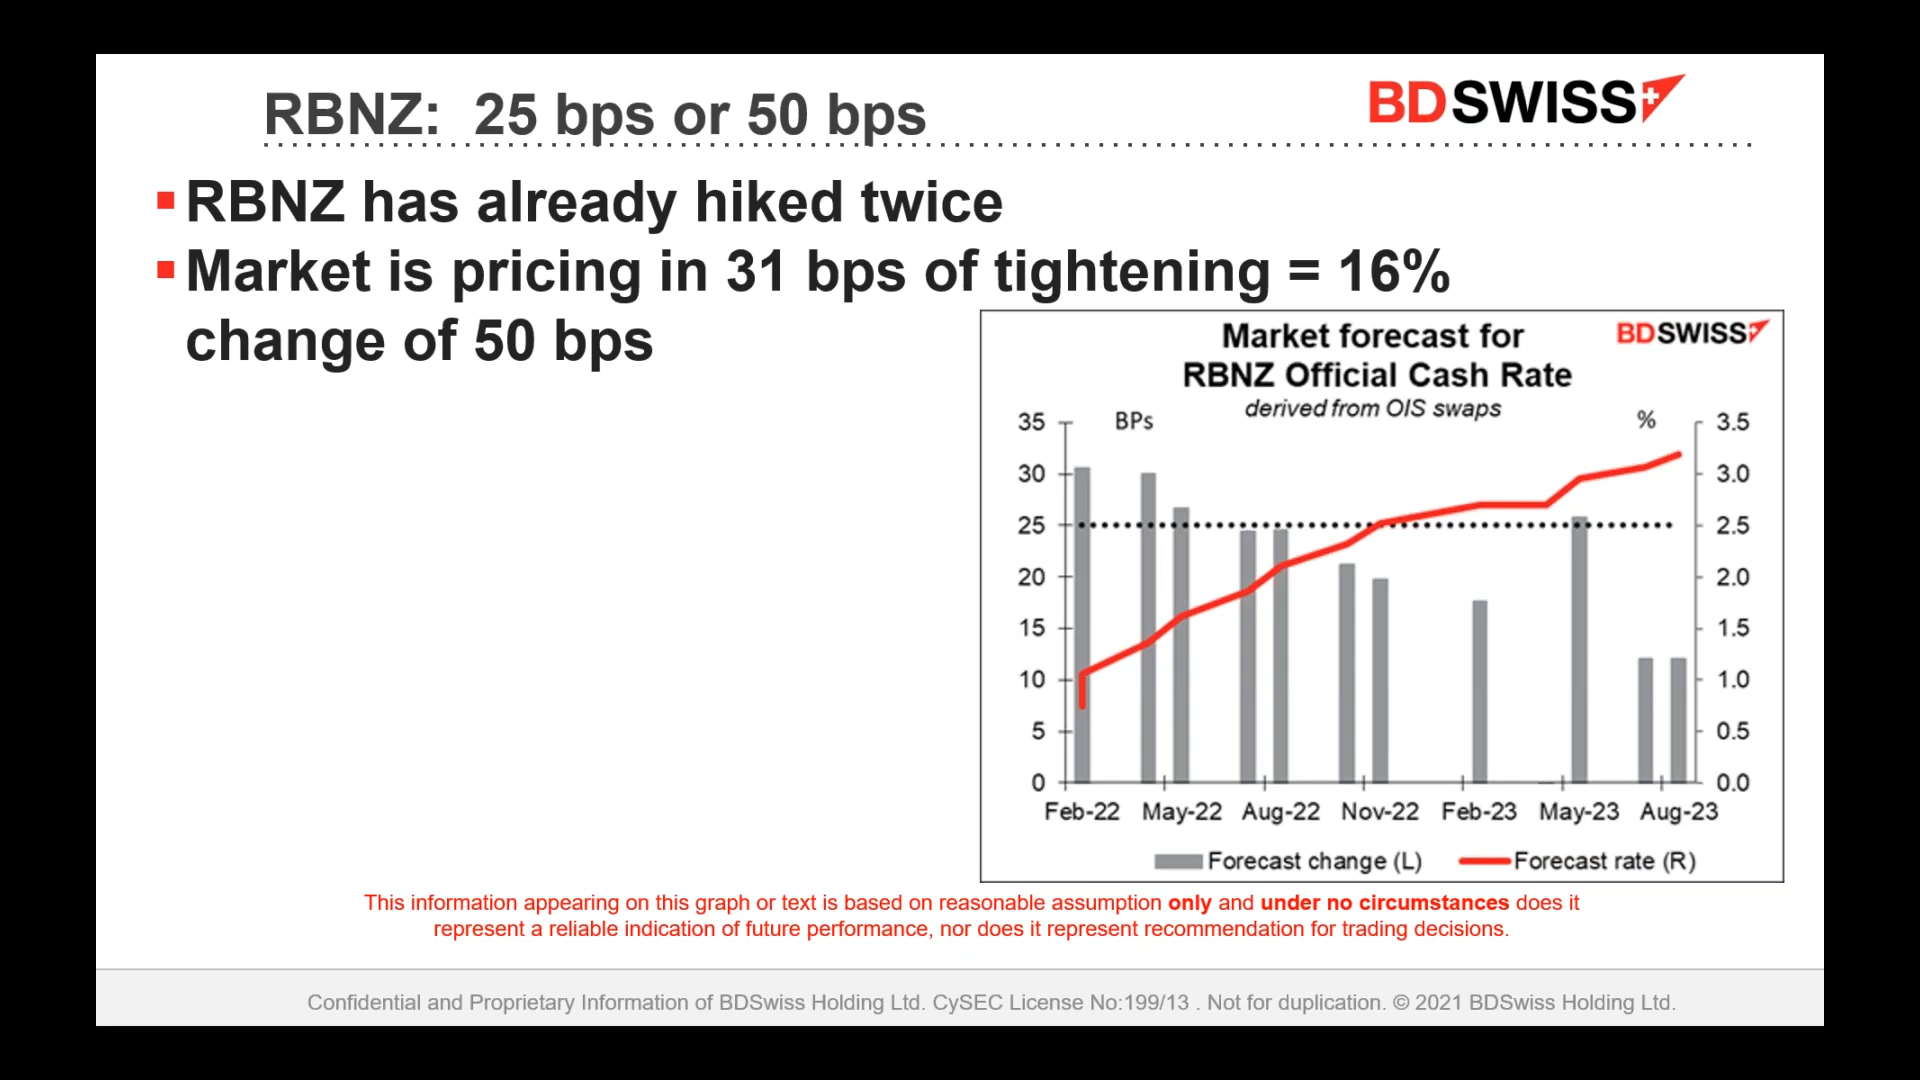 RBNZ: 25 bps or 50 bps
BDSWISS
RBNZ has already hiked twice
Market is pricing in 31 bps of tightening = 16%
change of 50 bps
Market forecast for
BDSWISS
RBNZ Official Cash Rate
derived from OIS swaps
35 BPs % 3.5
30 3.0
25 2.5
20 2.0
15 1.5
10 1.0
5 0.5
0 0.0
Feb-22 May-22 Aug-22 Nov-22 Feb-23 May-23 Aug-23
Forecast change (L) Forecast rate (R)
This information appearing on this graph or text is based on reasonable assumption only and under no circumstances does it
represent a reliable indication of future performance, nor does it represent recommendation for trading decisions.
Confidential and Proprietary Information of BDSwiss Holding Ltd. CySEC License No:199/13 . Not for duplication. © 2021 BDSwiss Holding Ltd.